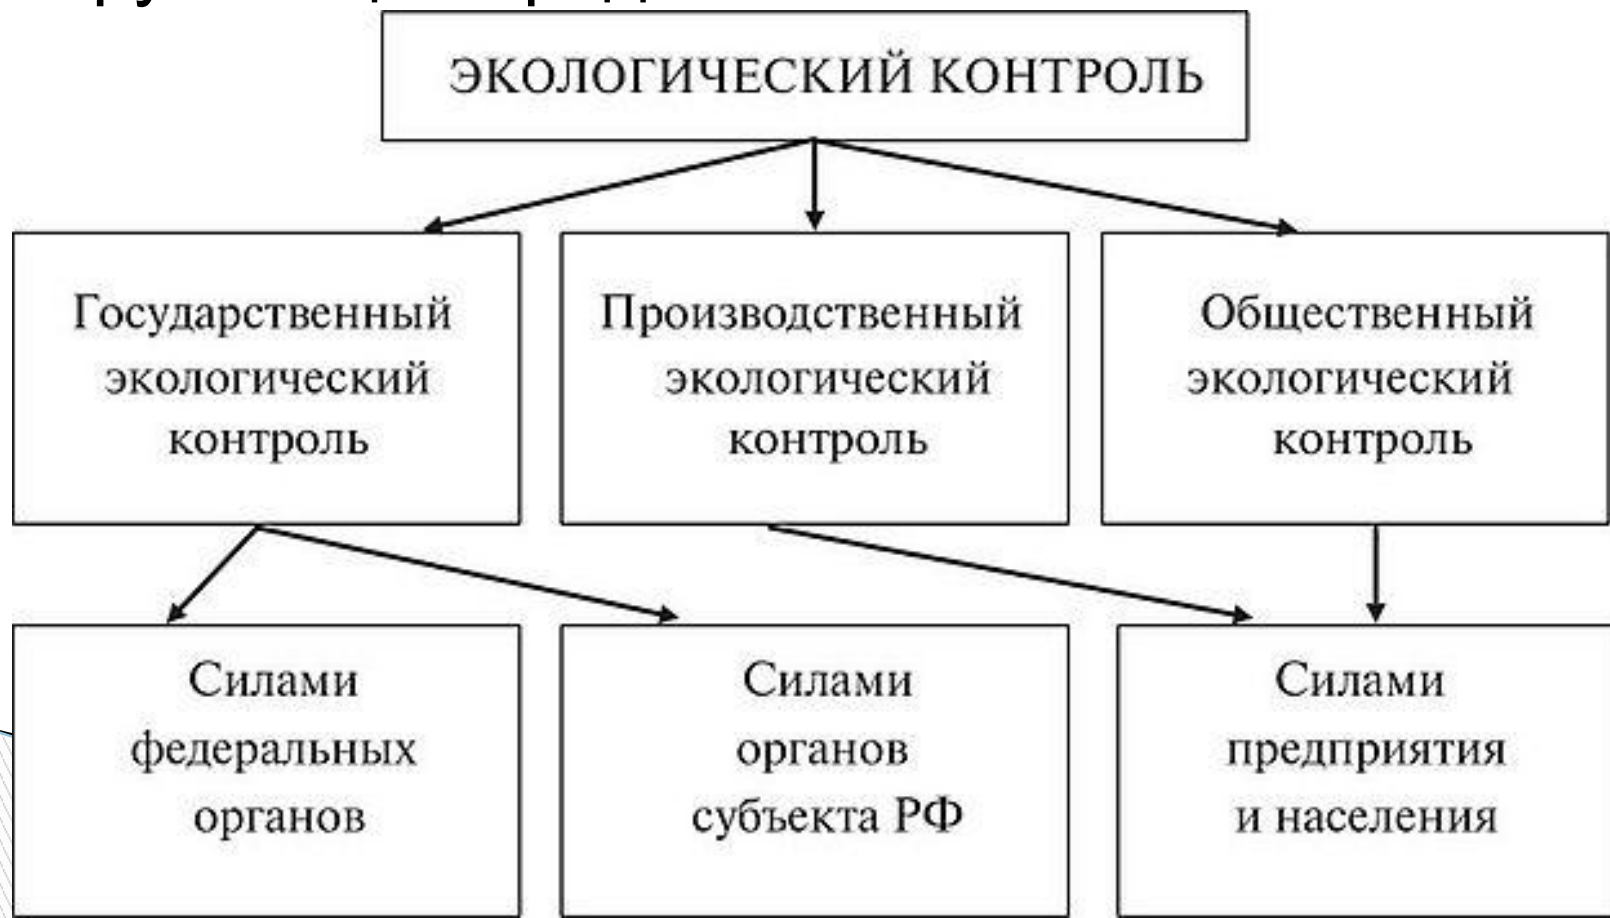 ЭКОЛОГИЧЕСКИЙ КОНТРОЛЬ
Государственный
экологический
контроль
Производственный
экологический
контроль
Общественный
экологический
контроль
Силами
федеральных
органов
Силами
органов
субъекта РФ
Силами
предприятия
и населения